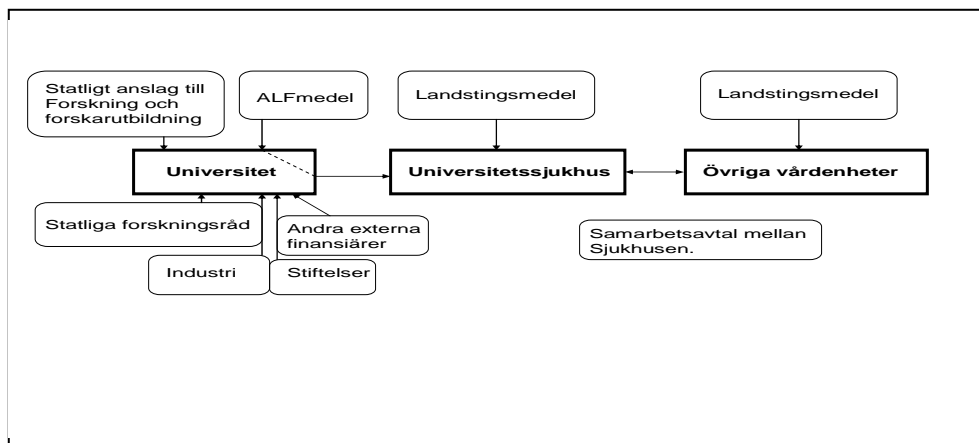 Statligt anslag till
Forskning och
forskarutbildning
ALFmedel
Landstingsmedel
Landstingsmedel
Universitet
Universitetssjukhus
Övriga vårdenheter
Statliga forskningsråd
Andra externa
finansiärer
Samarbetsavtal mellan
Sjukhusen.
Industri
Stiftelser